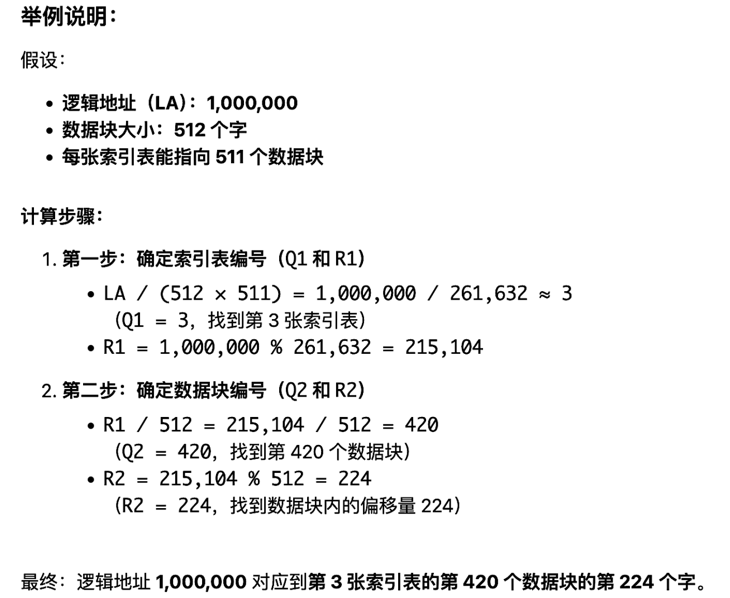 举例说明：
假设：
• 逻辑地址（LA）：1,000,000
• 数据块大小：512 个字
• 每张索引表能指向 511 个数据块
计算步骤：
1. 第一步：确定索引表编号（Q1 和 R1）
• LA / (512 × 511) = 1,000,000 / 261,632 ≈ 3
（Q1 = 3，找到第 3 张索引表）
• R1 = 1,000,000 % 261,632 = 215,104
2. 第二步：确定数据块编号（Q2 和 R2）
• R1 / 512 = 215,104 / 512 = 420
（Q2 = 420，找到第 420 个数据块）
• R2 = 215,104 % 512 = 224
（R2 = 224，找到数据块内的偏移量 224）
最终：逻辑地址 1,000,000 对应到第 3 张索引表的第 420 个数据块的第 224 个字。